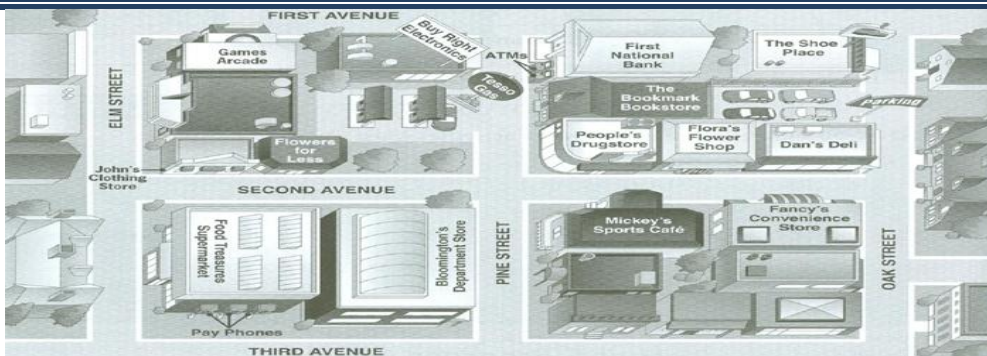 FIRST AVENUE
Games
Arcade
Buy Right
Electronics
ATMs
Tesso
Gas
First
National
Bank
The Shoe
Place
ELM STREET
The
Bookmark
Bookstore
parking
Flowers
for
Less
People's
Drugstore
Flora's
Flower
Shop
Dan's Deli
John's
Clothing
Store
SECOND AVENUE
Food Treasures
Supermarket
Bloomington's
Department Store
PINE STREET
Mickey's
Sports Café
Fancy's
Convenience
Store
OAK STREET
Pay Phones
THIRD AVENUE